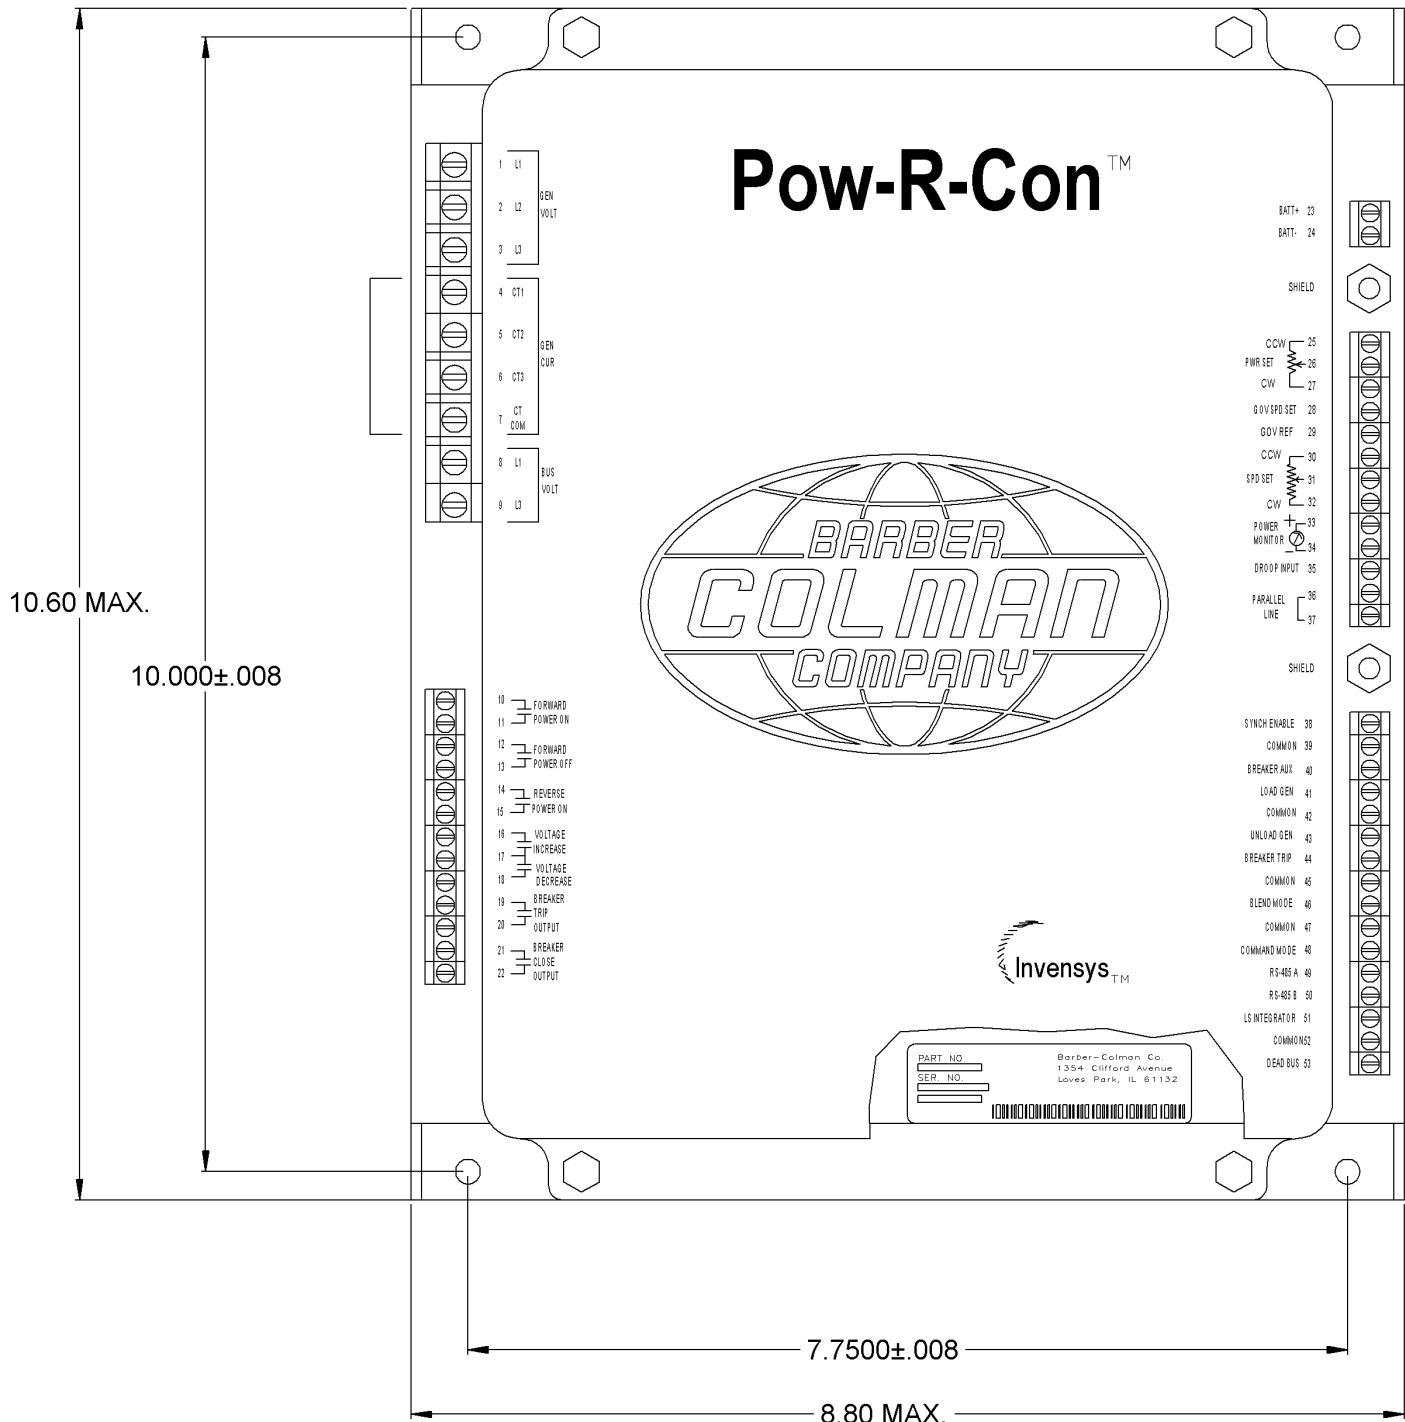 Pow-R-Con™
1 L1
2 L2
3 L3
GEN
VOLT
4 CT1
5 CT2
6 CT3
7 CT
COM
GEN
CUR
8 L1
9 L3
BUS
VOLT
10
11
FORWARD
POWER ON
12
13
FORWARD
POWER OFF
14
15
REVERSE
POWER ON
16
17
18
VOLTAGE
INCREASE
VOLTAGE
DECREASE
19
20
BREAKER
TRIP
OUTPUT
21
22
BREAKER
CLOSE
OUTPUT
BATT+ 23
BATT- 24
SHIELD
CCW 25
PWR SET 26
CW 27
GOV SPD SET 28
GOV REF 29
CCW 30
SPD SET 31
CW 32
POWER
MONITOR
+ 33
- 34
DROOP INPUT 35
PARALLEL
LINE
36
37
SHIELD
SYNCH ENABLE 38
COMMON 39
BREAKER AUX 40
LOAD GEN 41
COMMON 42
UNLOAD GEN 43
BREAKER TRIP 44
COMMON 45
BLEND MODE 46
COMMON 47
COMMAND MODE 48
RS-485 A 49
RS-485 B 50
LS INTEGRATOR 51
COMMON 52
DEAD BUS 53
BARBER
COLMAN
COMPANY
Invensys™
PART NO.
SER. NO.
Barber-Colman Co.
1354 Clifford Avenue
Loves Park, IL 61132
10.60 MAX.
10.000±.008
7.7500±.008
8.80 MAX.